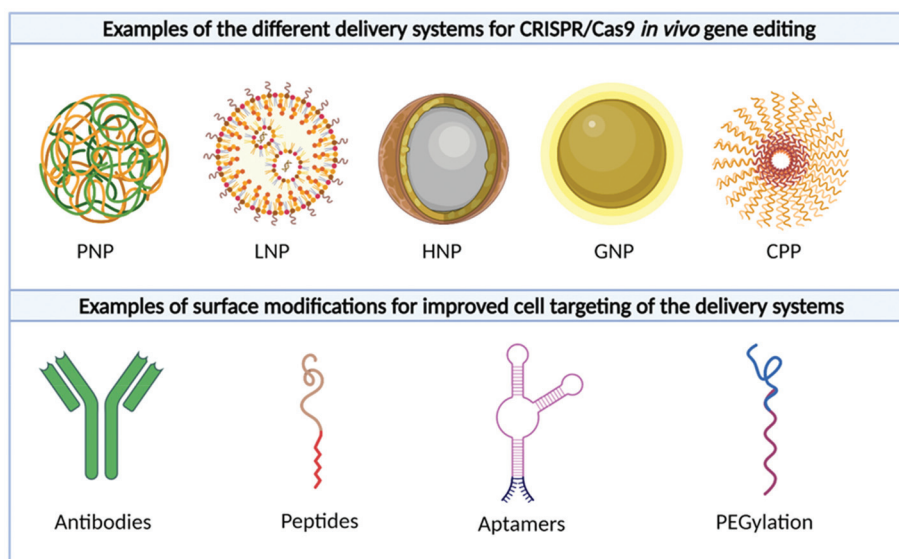 Examples of the different delivery systems for CRISPR/Cas9 in vivo gene editing
PNP LNP HNP GNP CPP
Examples of surface modifications for improved cell targeting of the delivery systems
Antibodies Peptides Aptamers PEGylation